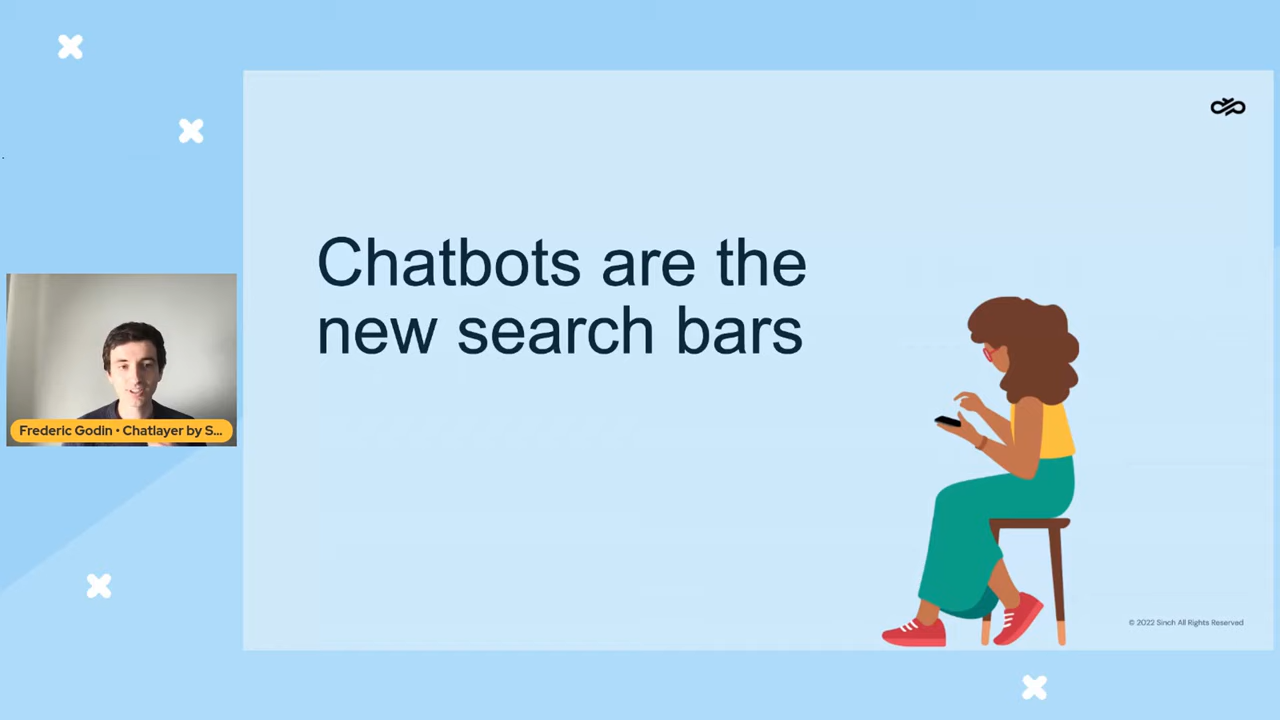 Chatbots are the
new search bars
Frederic Godin • Chatlayer by S...
© 2022 Sinch All Rights Reserved